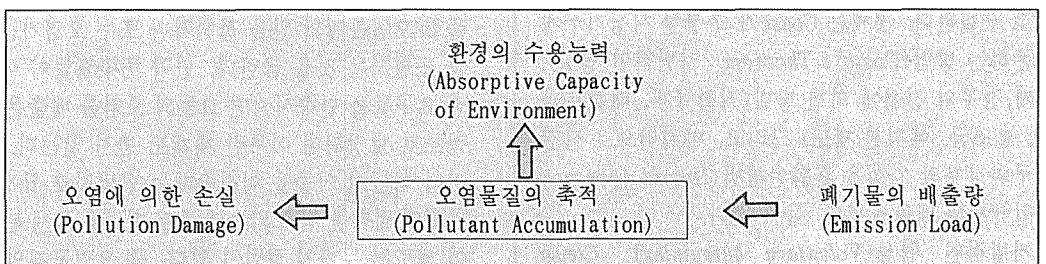 환경의 수용능력
(Absorptive Capacity
of Environment)
오염에 의한 손실
(Pollution Damage)
오염물질의 축적
(Pollutant Accumulation)
폐기물의 배출량
(Emission Load)